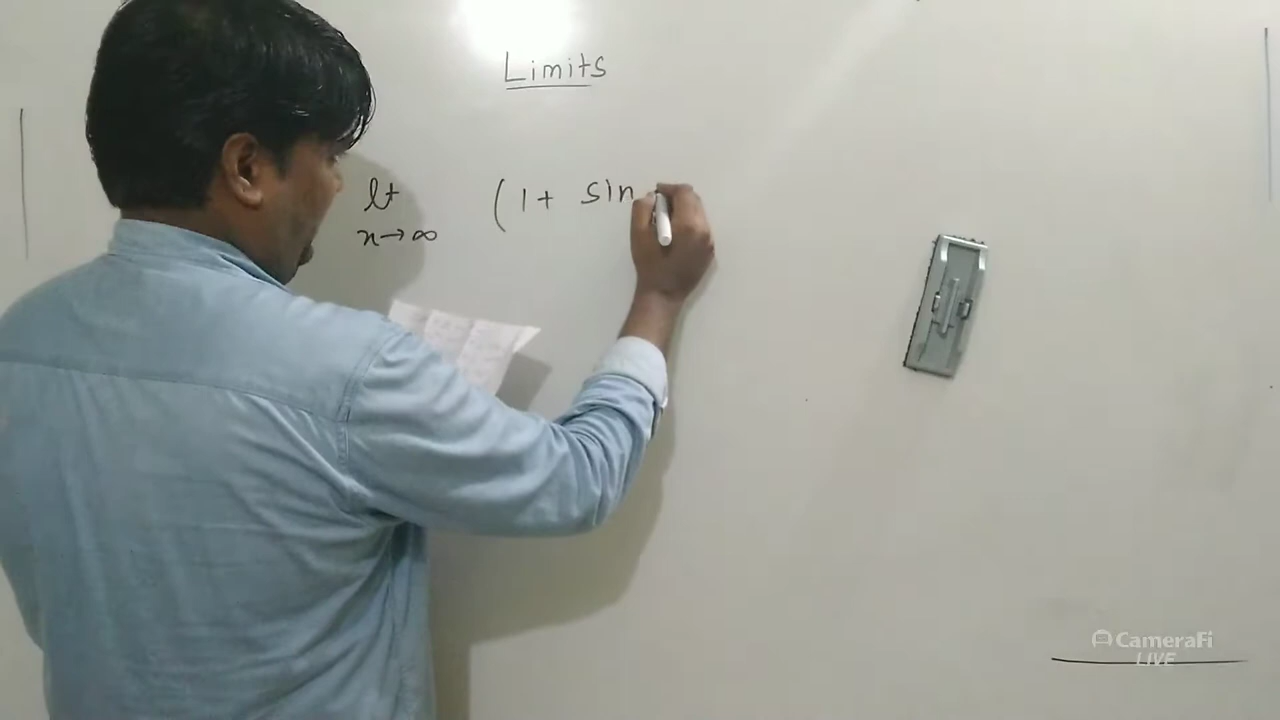 Limits
lt (1 + sin
x→∞
CameraFi
LIVE